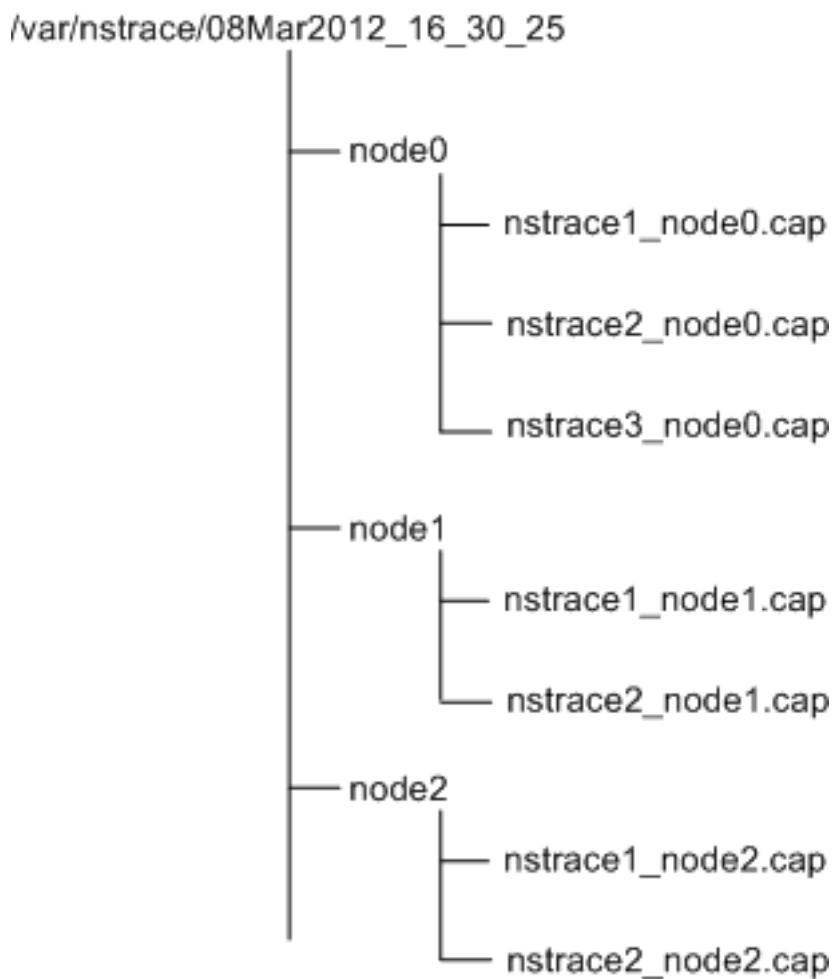 /var/nstrace/08Mar2012_16_30_25
node0
nstrace1_node0.cap
nstrace2_node0.cap
nstrace3_node0.cap
node1
nstrace1_node1.cap
nstrace2_node1.cap
node2
nstrace1_node2.cap
nstrace2_node2.cap